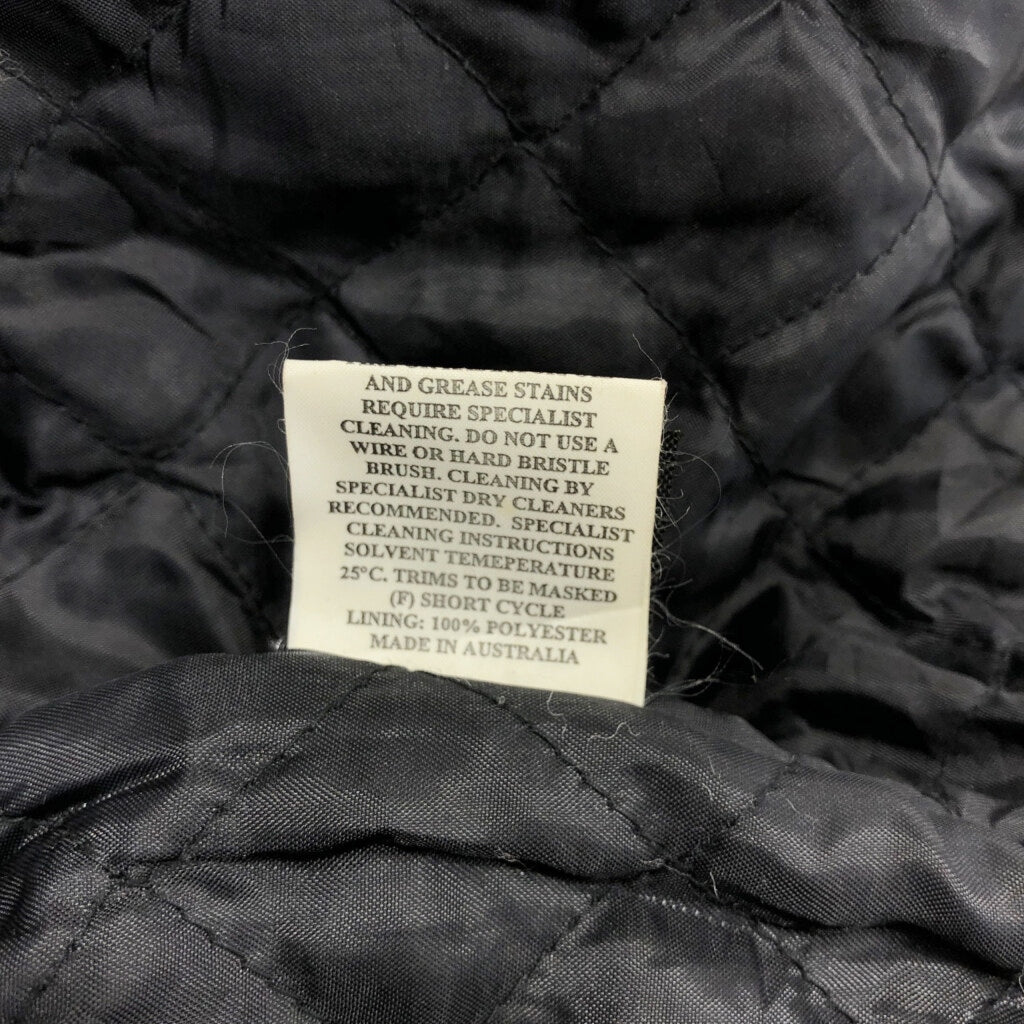 AND GREASE STAINS
REQUIRE SPECIALIST
CLEANING. DO NOT USE A
WIRE OR HARD BRISTLE
BRUSH. CLEANING BY
SPECIALIST DRY CLEANERS
RECOMMENDED. SPECIALIST
CLEANING INSTRUCTIONS
SOLVENT TEMEPERATURE
25°C. TRIMS TO BE MASKED
(F) SHORT CYCLE
LINING: 100% POLYESTER
MADE IN AUSTRALIA